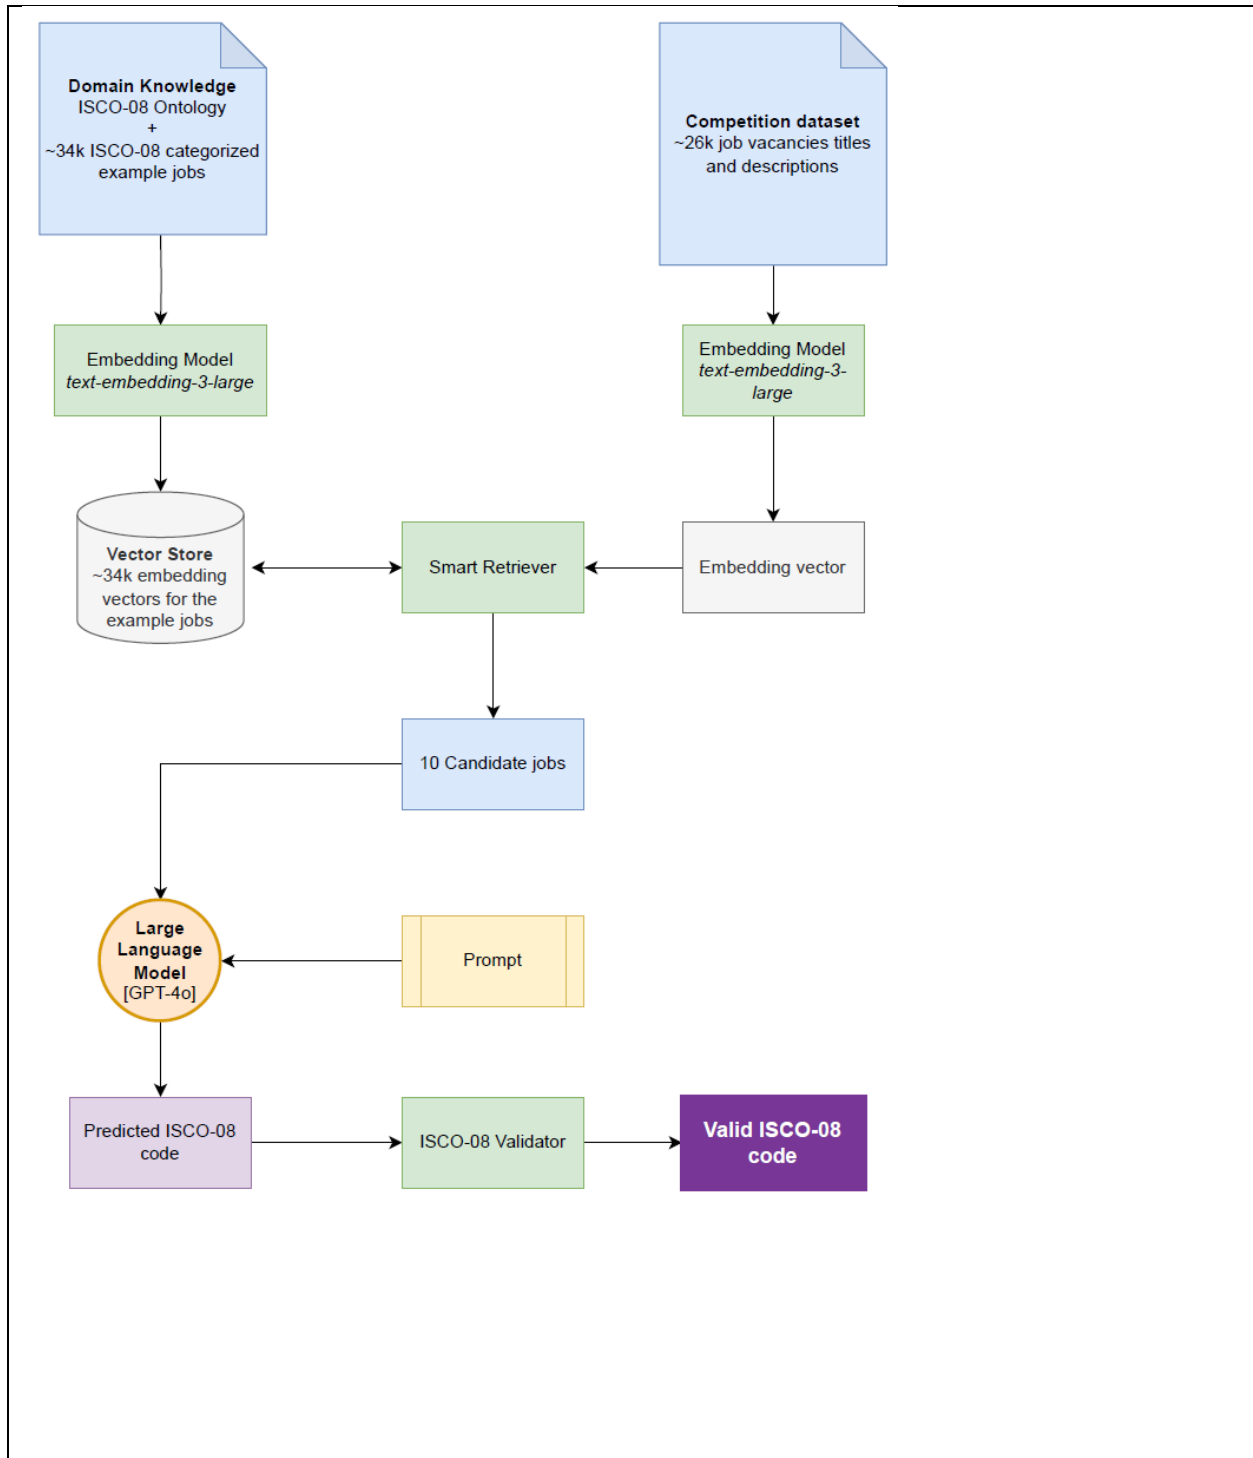 Domain Knowledge
ISCO-08 Ontology
+
~34k ISCO-08 categorized
example jobs
Competition dataset
~26k job vacancies titles
and descriptions
Embedding Model
text-embedding-3-large
Embedding Model
text-embedding-3-
large
Vector Store
~34k embedding
vectors for the
example jobs
Smart Retriever
Embedding vector
10 Candidate jobs
Large
Language
Model
[GPT-4o]
Prompt
Predicted ISCO-08
code
ISCO-08 Validator
Valid ISCO-08
code